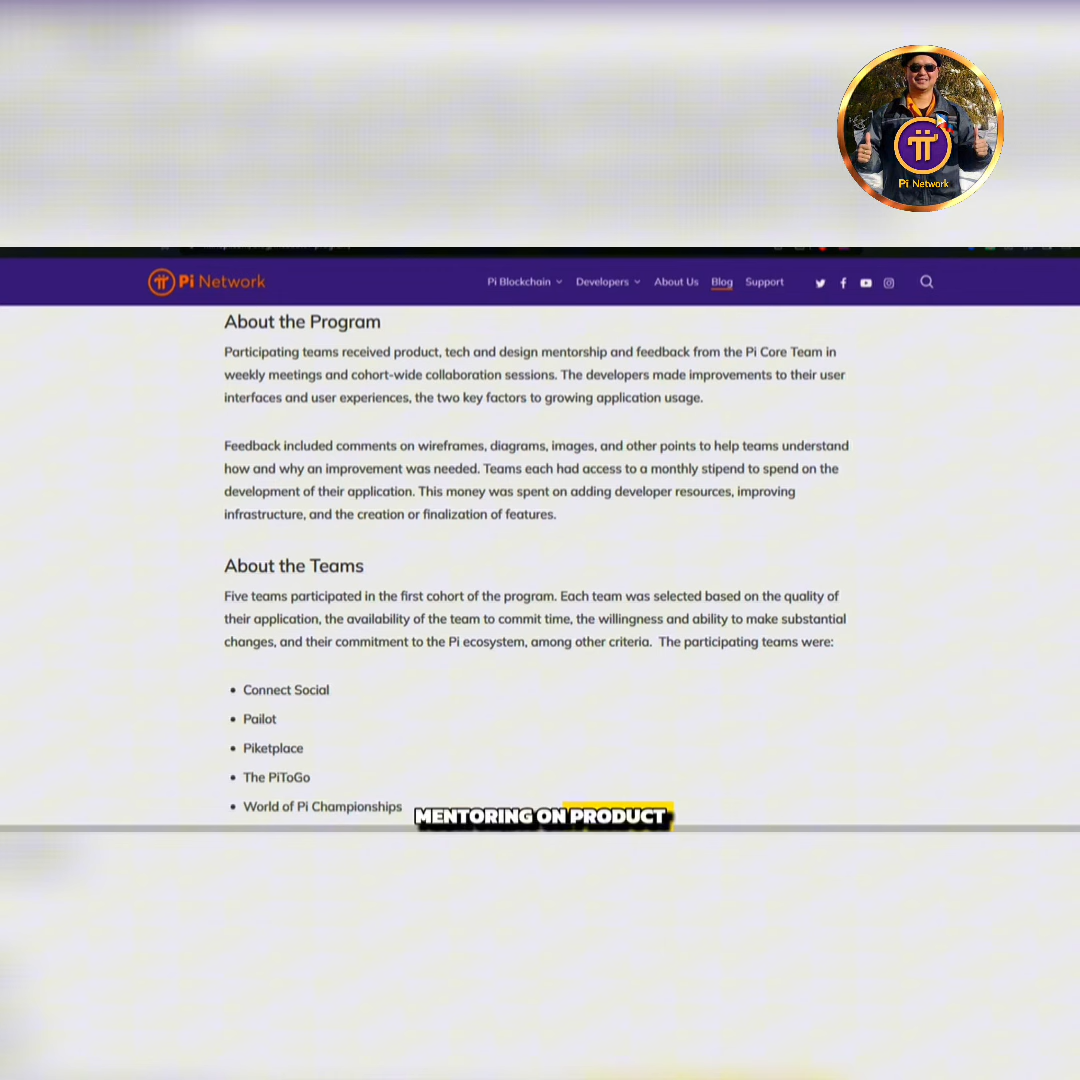 Pi Network
Pi Network
Pi Blockchain
Developers
About Us
Blog
Support
About the Program
Participating teams received product, tech and design mentorship and feedback from the Pi Core Team in
weekly meetings and cohort-wide collaboration sessions. The developers made improvements to their user
interfaces and user experiences, the two key factors to growing application usage.
Feedback included comments on wireframes, diagrams, images, and other points to help teams understand
how and why an improvement was needed. Teams each had access to a monthly stipend to spend on the
development of their application. This money was spent on adding developer resources, improving
infrastructure, and the creation or finalization of features.
About the Teams
Five teams participated in the first cohort of the program. Each team was selected based on the quality of
their application, the availability of the team to commit time, the willingness and ability to make substantial
changes, and their commitment to the Pi ecosystem, among other criteria. The participating teams were:
• Connect Social
• Pailot
• Piketplace
• The PiToGo
• World of Pi Championships
MENTORING ON PRODUCT